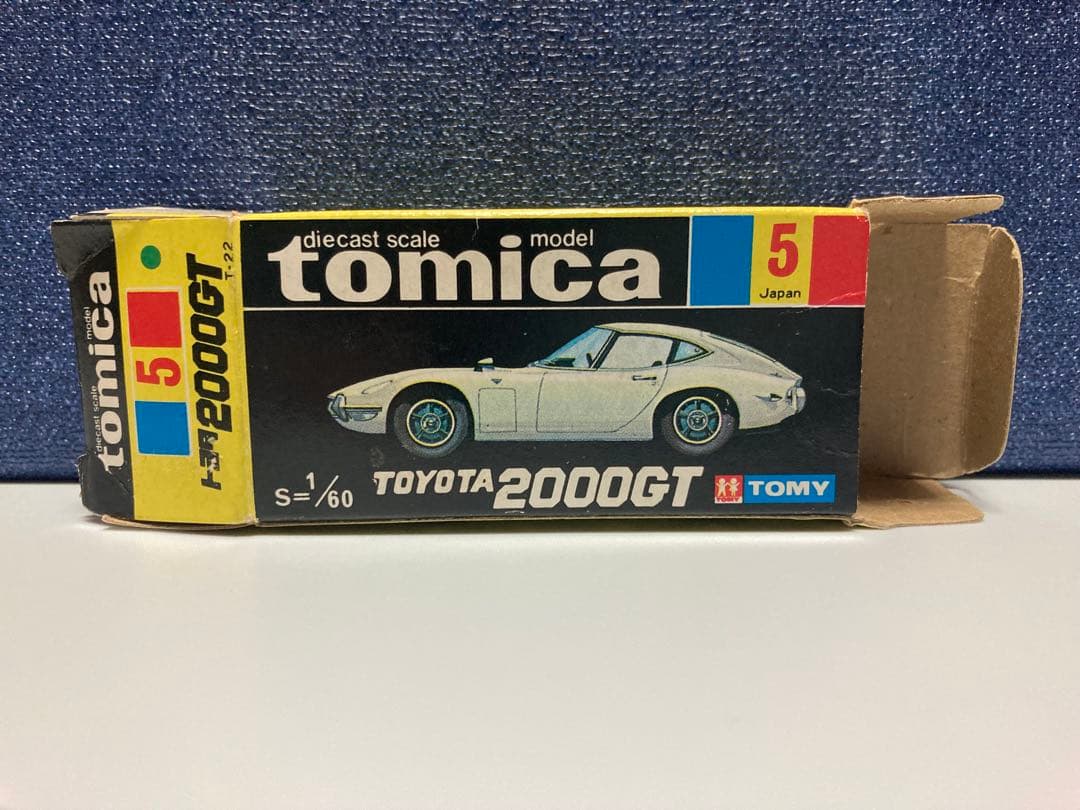 diecast scale model
tomica
5
トヨタ2000GT
T-22
diecast scale model
tomica
5
Japan
S=1/60
TOYOTA 2000GT
TOMY
TOMY